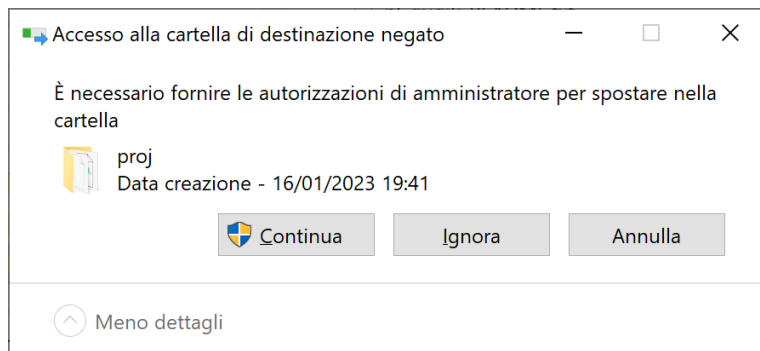 Accesso alla cartella di destinazione negato
È necessario fornire le autorizzazioni di amministratore per spostare nella
cartella
proj
Data creazione - 16/01/2023 19:41
Continua
Ignora
Annulla
Meno dettagli